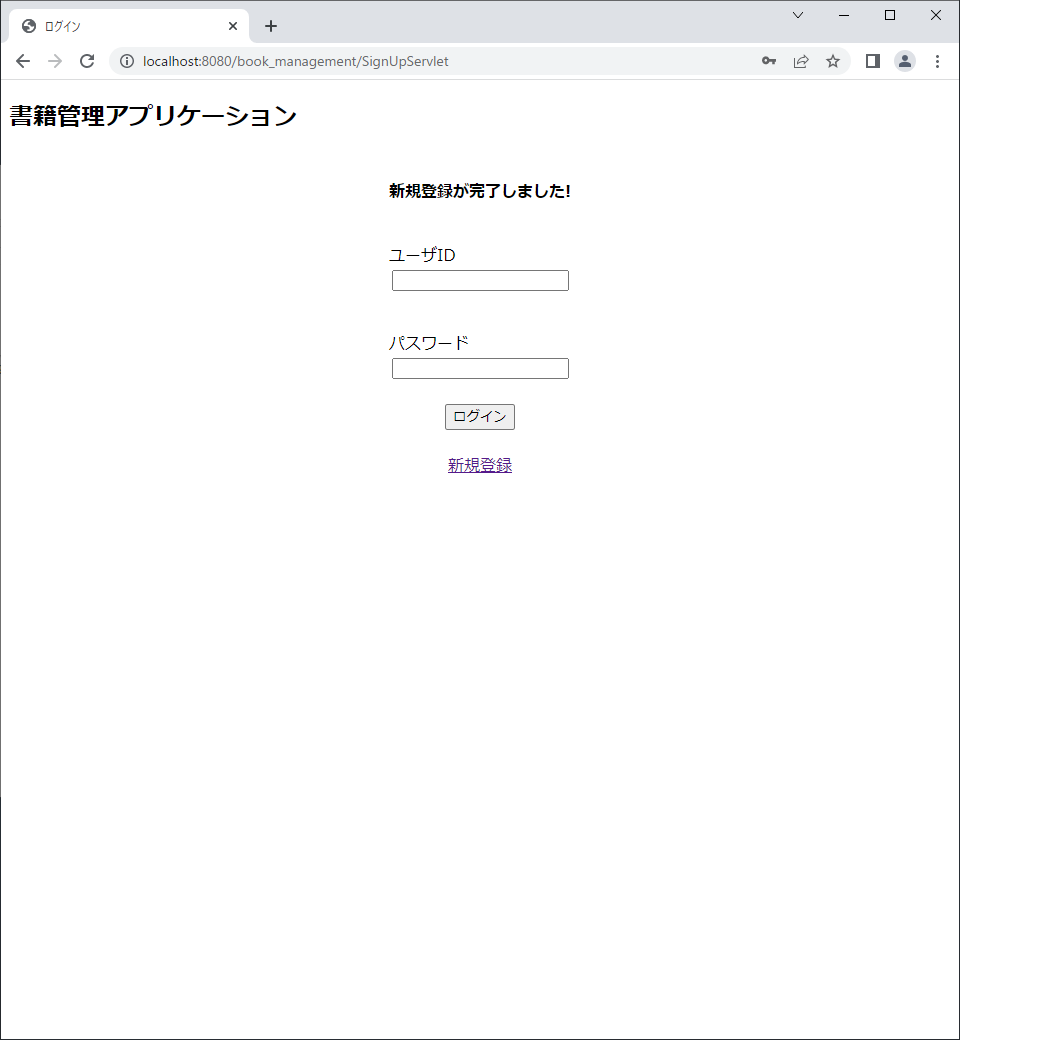 ログイン
localhost:8080/book_management/SignUpServlet
書籍管理アプリケーション
新規登録が完了しました!
ユーザID
パスワード
ログイン
新規登録